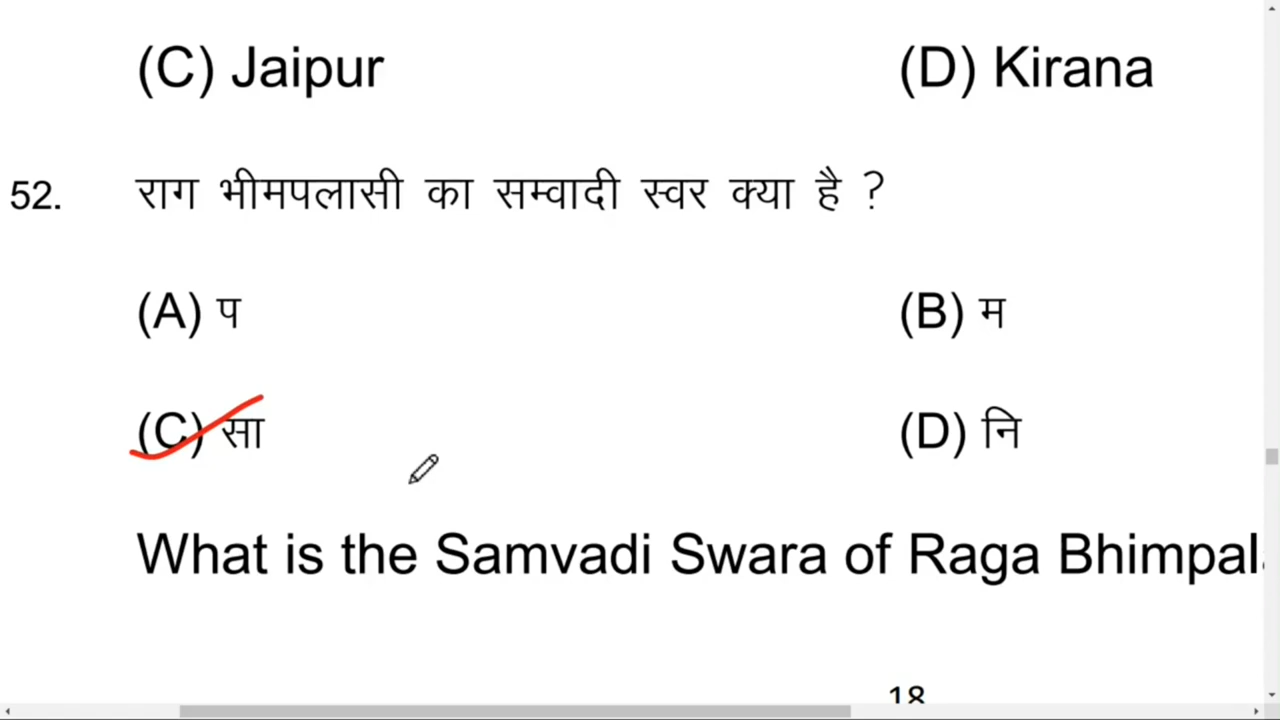 (C) Jaipur (D) Kirana
52. राग भीमपलासी का सम्वादी स्वर क्या है ?
(A) प (B) म
(C) सा (D) नि
What is the Samvadi Swara of Raga Bhimpal
18